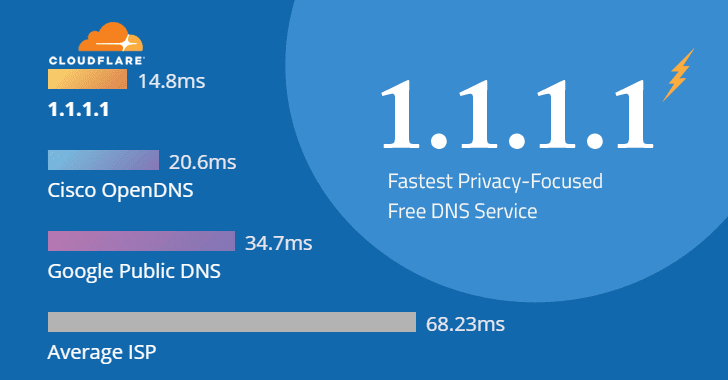 CLOUDFLARE
14.8ms
1.1.1.1
20.6ms
Cisco OpenDNS
34.7ms
Google Public DNS
68.23ms
Average ISP
1.1.1.1
Fastest Privacy-Focused
Free DNS Service